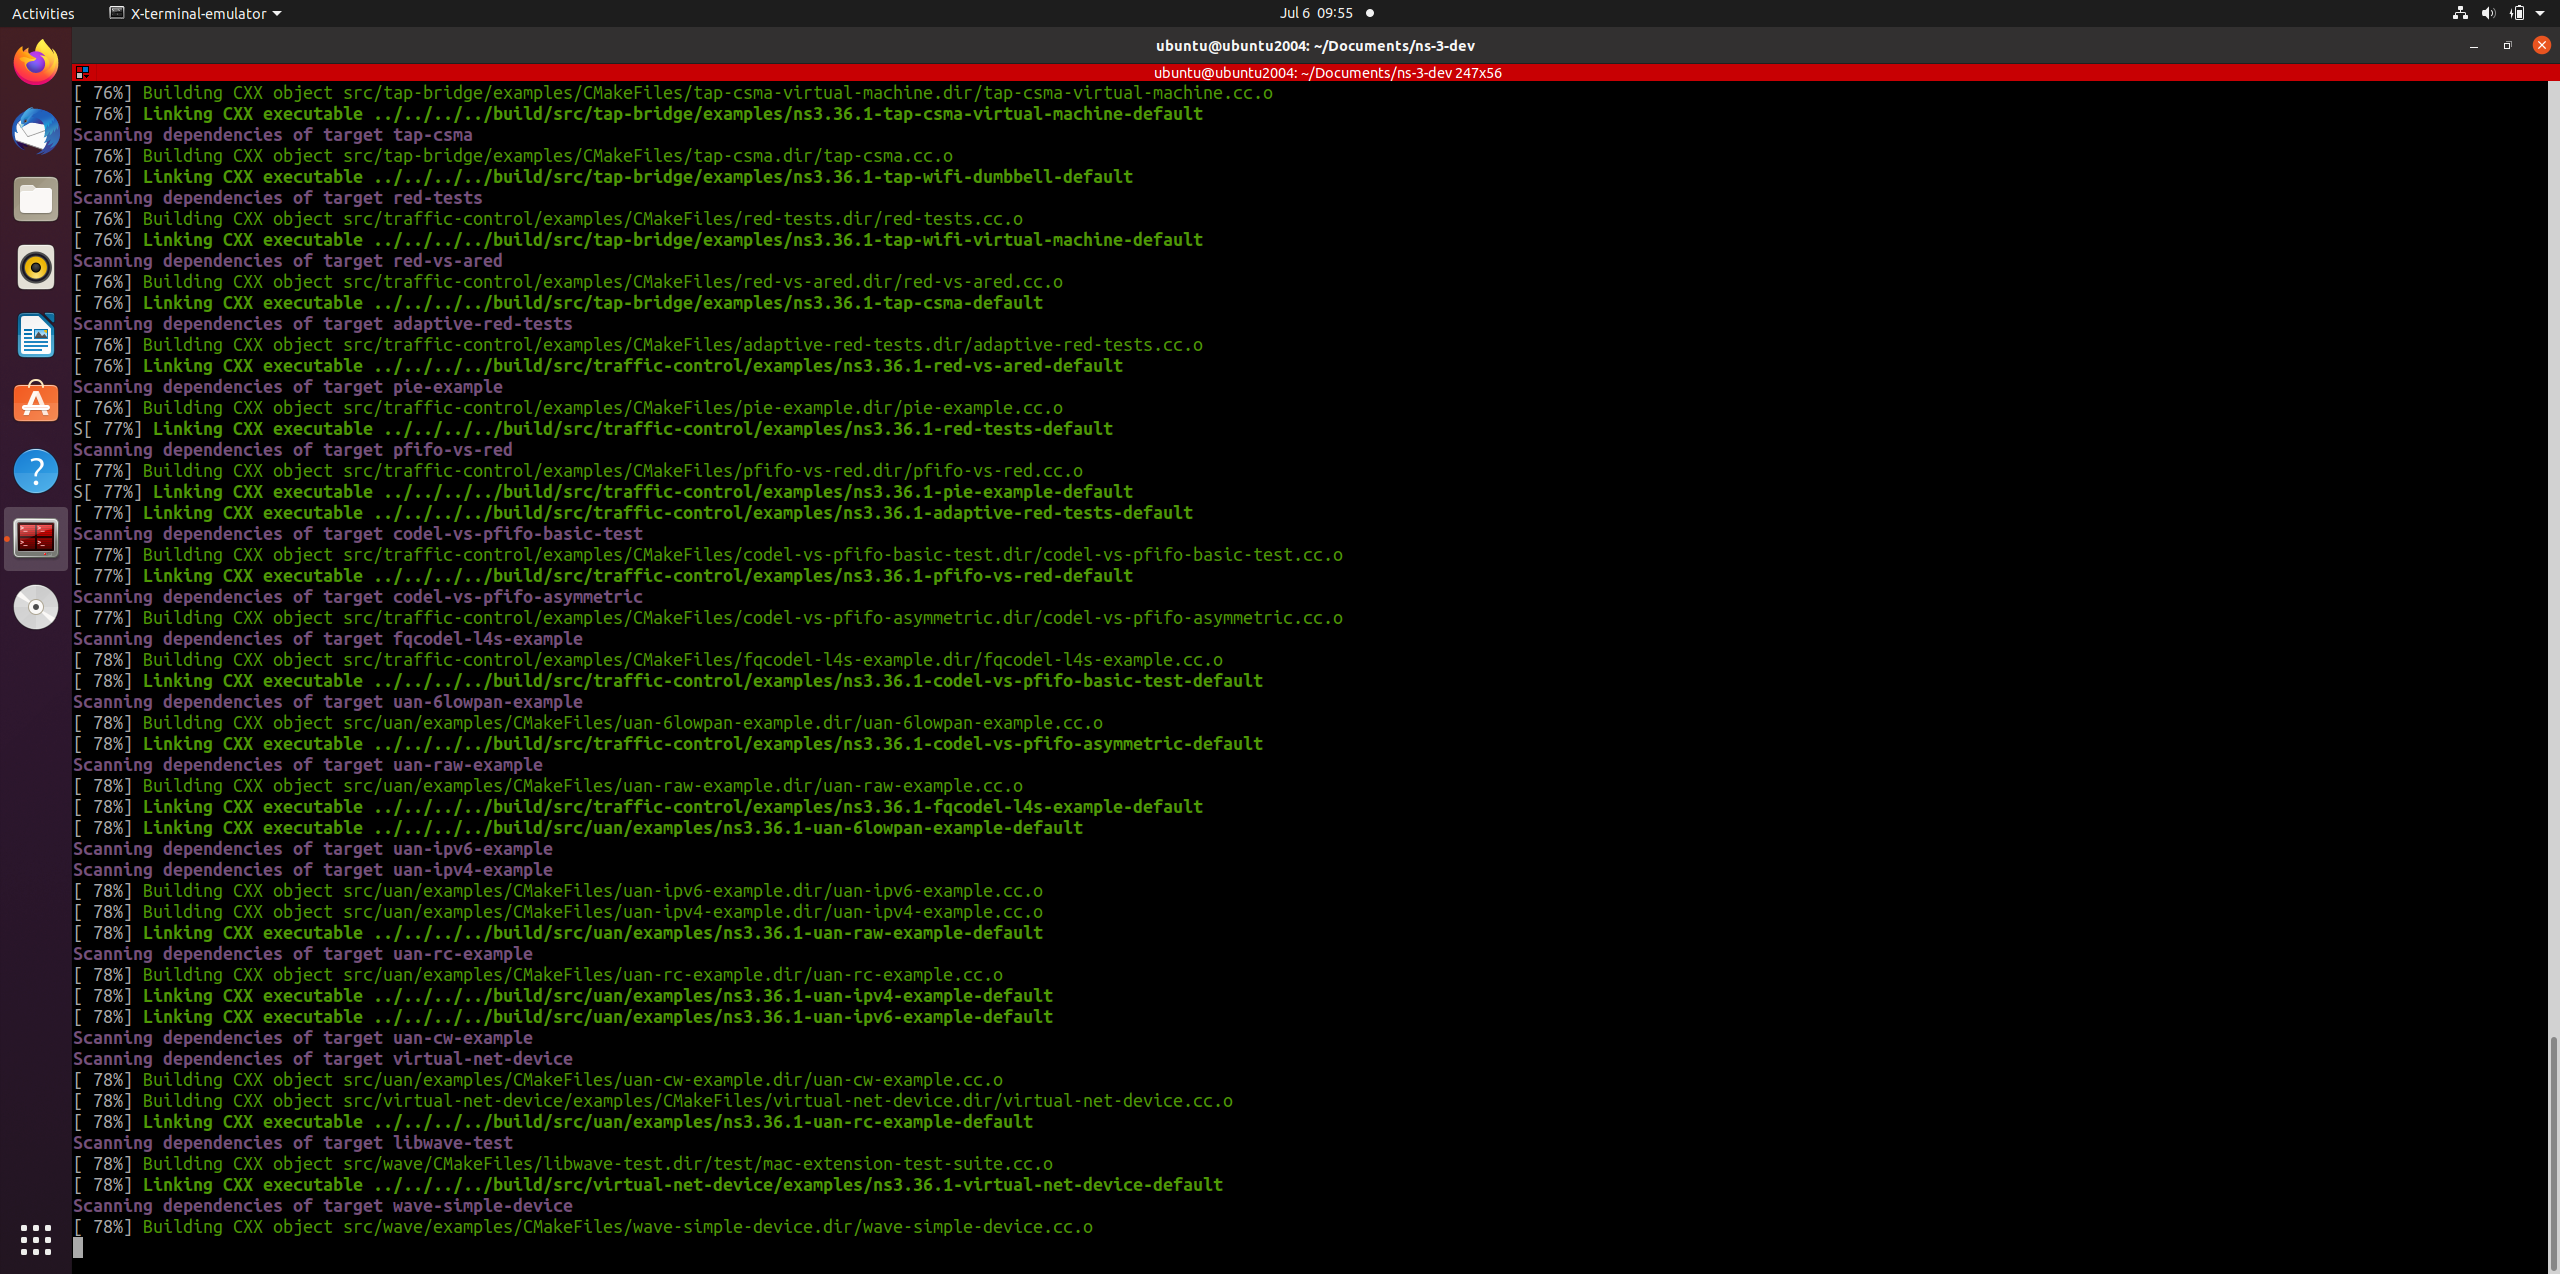 Activities X-terminal-emulator Jul 6 09:55
ubuntu@ubuntu2004: ~/Documents/ns-3-dev
ubuntu@ubuntu2004: ~/Documents/ns-3-dev 247x56
[ 76%] Building CXX object src/tap-bridge/examples/CMakeFiles/tap-csma-virtual-machine.dir/tap-csma-virtual-machine.cc.o
[ 76%] Linking CXX executable ../../../../build/src/tap-bridge/examples/ns3.36.1-tap-csma-virtual-machine-default
Scanning dependencies of target tap-csma
[ 76%] Building CXX object src/tap-bridge/examples/CMakeFiles/tap-csma.dir/tap-csma.cc.o
[ 76%] Linking CXX executable ../../../../build/src/tap-bridge/examples/ns3.36.1-tap-wifi-dumbbell-default
Scanning dependencies of target red-tests
[ 76%] Building CXX object src/traffic-control/examples/CMakeFiles/red-tests.dir/red-tests.cc.o
[ 76%] Linking CXX executable ../../../../build/src/tap-bridge/examples/ns3.36.1-tap-wifi-virtual-machine-default
Scanning dependencies of target red-vs-ared
[ 76%] Building CXX object src/traffic-control/examples/CMakeFiles/red-vs-ared.dir/red-vs-ared.cc.o
[ 76%] Linking CXX executable ../../../../build/src/tap-bridge/examples/ns3.36.1-tap-csma-default
Scanning dependencies of target adaptive-red-tests
[ 76%] Building CXX object src/traffic-control/examples/CMakeFiles/adaptive-red-tests.dir/adaptive-red-tests.cc.o
[ 76%] Linking CXX executable ../../../../build/src/traffic-control/examples/ns3.36.1-red-vs-ared-default
Scanning dependencies of target pie-example
[ 76%] Building CXX object src/traffic-control/examples/CMakeFiles/pie-example.dir/pie-example.cc.o
S[ 77%] Linking CXX executable ../../../../build/src/traffic-control/examples/ns3.36.1-red-tests-default
Scanning dependencies of target pfifo-vs-red
[ 77%] Building CXX object src/traffic-control/examples/CMakeFiles/pfifo-vs-red.dir/pfifo-vs-red.cc.o
S[ 77%] Linking CXX executable ../../../../build/src/traffic-control/examples/ns3.36.1-pie-example-default
[ 77%] Linking CXX executable ../../../../build/src/traffic-control/examples/ns3.36.1-adaptive-red-tests-default
Scanning dependencies of target codel-vs-pfifo-basic-test
[ 77%] Building CXX object src/traffic-control/examples/CMakeFiles/codel-vs-pfifo-basic-test.dir/codel-vs-pfifo-basic-test.cc.o
[ 77%] Linking CXX executable ../../../../build/src/traffic-control/examples/ns3.36.1-pfifo-vs-red-default
Scanning dependencies of target codel-vs-pfifo-asymmetric
[ 77%] Building CXX object src/traffic-control/examples/CMakeFiles/codel-vs-pfifo-asymmetric.dir/codel-vs-pfifo-asymmetric.cc.o
Scanning dependencies of target fqcodel-l4s-example
[ 78%] Building CXX object src/traffic-control/examples/CMakeFiles/fqcodel-l4s-example.dir/fqcodel-l4s-example.cc.o
[ 78%] Linking CXX executable ../../../../build/src/traffic-control/examples/ns3.36.1-codel-vs-pfifo-basic-test-default
Scanning dependencies of target uan-6lowpan-example
[ 78%] Building CXX object src/uan/examples/CMakeFiles/uan-6lowpan-example.dir/uan-6lowpan-example.cc.o
[ 78%] Linking CXX executable ../../../../build/src/traffic-control/examples/ns3.36.1-codel-vs-pfifo-asymmetric-default
Scanning dependencies of target uan-raw-example
[ 78%] Building CXX object src/uan/examples/CMakeFiles/uan-raw-example.dir/uan-raw-example.cc.o
[ 78%] Linking CXX executable ../../../../build/src/traffic-control/examples/ns3.36.1-fqcodel-l4s-example-default
[ 78%] Linking CXX executable ../../../../build/src/uan/examples/ns3.36.1-uan-6lowpan-example-default
Scanning dependencies of target uan-ipv6-example
Scanning dependencies of target uan-ipv4-example
[ 78%] Building CXX object src/uan/examples/CMakeFiles/uan-ipv6-example.dir/uan-ipv6-example.cc.o
[ 78%] Building CXX object src/uan/examples/CMakeFiles/uan-ipv4-example.dir/uan-ipv4-example.cc.o
[ 78%] Linking CXX executable ../../../../build/src/uan/examples/ns3.36.1-uan-raw-example-default
Scanning dependencies of target uan-rc-example
[ 78%] Building CXX object src/uan/examples/CMakeFiles/uan-rc-example.dir/uan-rc-example.cc.o
[ 78%] Linking CXX executable ../../../../build/src/uan/examples/ns3.36.1-uan-ipv4-example-default
[ 78%] Linking CXX executable ../../../../build/src/uan/examples/ns3.36.1-uan-ipv6-example-default
Scanning dependencies of target uan-cw-example
Scanning dependencies of target virtual-net-device
[ 78%] Building CXX object src/uan/examples/CMakeFiles/uan-cw-example.dir/uan-cw-example.cc.o
[ 78%] Building CXX object src/virtual-net-device/examples/CMakeFiles/virtual-net-device.dir/virtual-net-device.cc.o
[ 78%] Linking CXX executable ../../../../build/src/uan/examples/ns3.36.1-uan-rc-example-default
Scanning dependencies of target libwave-test
[ 78%] Building CXX object src/wave/CMakeFiles/libwave-test.dir/test/mac-extension-test-suite.cc.o
[ 78%] Linking CXX executable ../../../../build/src/virtual-net-device/examples/ns3.36.1-virtual-net-device-default
Scanning dependencies of target wave-simple-device
[ 78%] Building CXX object src/wave/examples/CMakeFiles/wave-simple-device.dir/wave-simple-device.cc.o